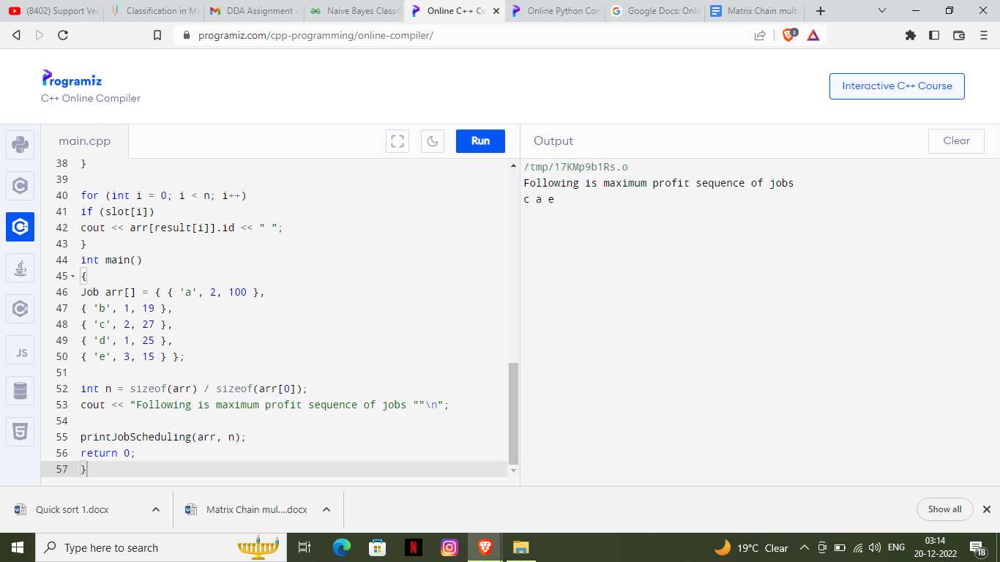 (8402) Support Vec
Classification in Ma
DDA Assignment -
Naive Bayes Classif
Online C++ Co
Online Python Com
Google Docs: Onli
Matrix Chain multi
programiz.com/cpp-programming/online-compiler/
3
Programiz
C++ Online Compiler
Interactive C++ Course
main.cpp
Run
Output
Clear
38 }
39
40 for (int i = 0; i < n; i++)
41 if (slot[i])
42 cout << arr[result[i]].id << " ";
43 }
44 int main()
45 {
46 Job arr[] = { { 'a', 2, 100 },
47 { 'b', 1, 19 },
48 { 'c', 2, 27 },
49 { 'd', 1, 25 },
50 { 'e', 3, 15 } };
51
52 int n = sizeof(arr) / sizeof(arr[0]);
53 cout << "Following is maximum profit sequence of jobs ""\n";
54
55 printJobScheduling(arr, n);
56 return 0;
57 }
/tmp/17KMp9b1Rs.o
Following is maximum profit sequence of jobs
c a e
JS
Quick sort 1.docx
Matrix Chain mul....docx
Show all
Type here to search
N
19°C Clear
ENG
03:14
20-12-2022
18